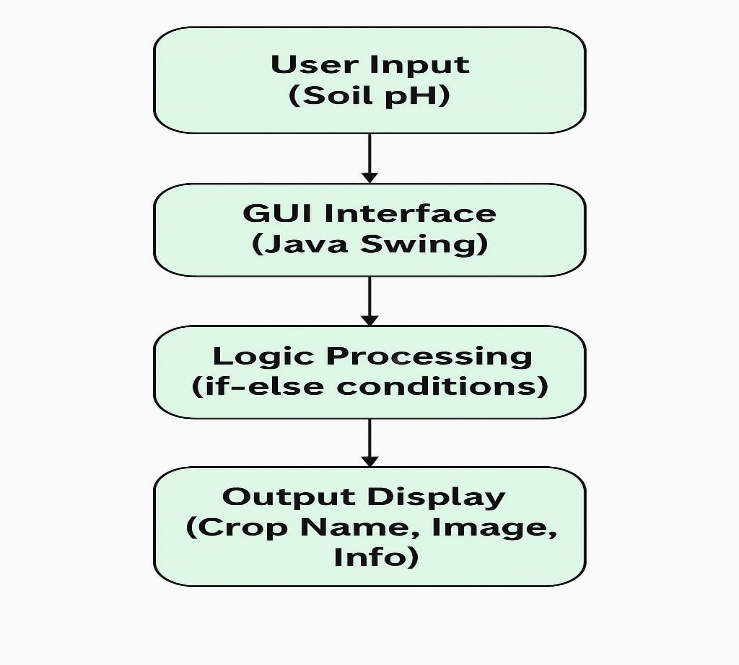 User Input
(Soil pH)
GUI Interface
(Java Swing)
Logic Processing
(if-else conditions)
Output Display
(Crop Name, Image,
Info)